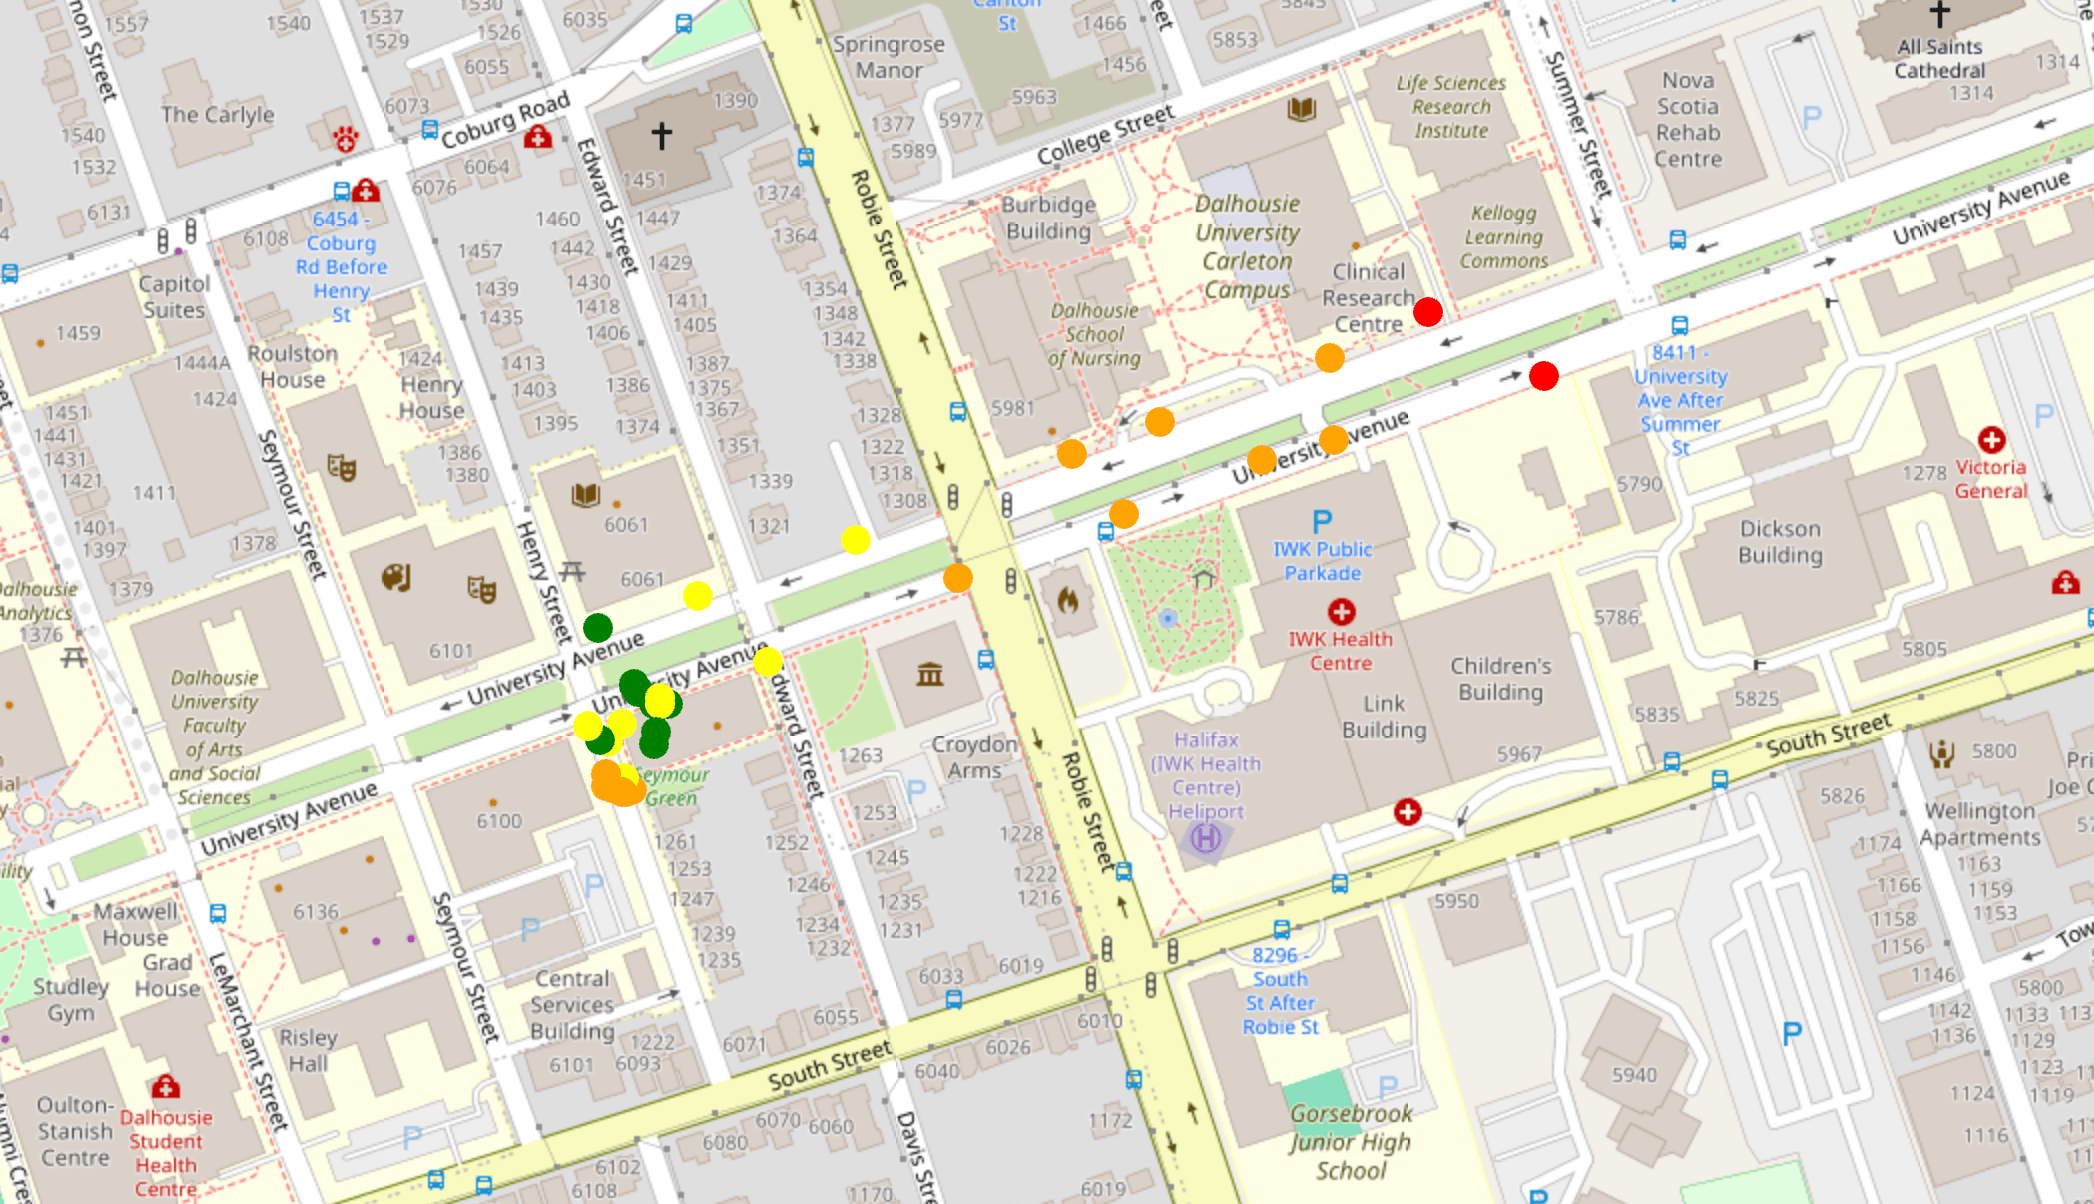 1557
1540
1537
1529
1530
1526
6035
6055
The Carlyle
6073
Coburg Road
1540
1532
6131
6064
6076
6454 -
Coburg
Rd Before
Henry
St
6108
Capitol
Suites
1459
1444A
1424
Roulston
House
1424
Henry
House
1451
1441
1431
1421
1411
1401
1397
1378
1379
1376
Seymour Street
1386
1380
Henry Street
Edward Street
1390
1451
1447
1460
1442
1457
1430
1439
1418
1435
1406
1429
1411
1405
1413
1403
1395
1387
1386
1375
1367
1374
1351
1339
1321
1374
1364
1354
1348
1342
1338
1328
1322
1318
1308
Robie Street
Springrose
Manor
Carlton
St
1466
1456
5853
5845
5963
5977
1377
5989
College Street
Burbidge
Building
Dalhousie
School
of Nursing
5981
Dalhousie
University
Carleton
Campus
Clinical
Research
Centre
Life Sciences
Research
Institute
Kellogg
Learning
Commons
Summer Street
Nova
Scotia
Rehab
Centre
P
All Saints
Cathedral
1314
1314
University Avenue
8411 -
University
Ave After
Summer
St
P
1278
Victoria
General
5790
Dickson
Building
5786
5805
University Avenue
P
IWK Public
Parkade
IWK Health
Centre
Children's
Building
Link
Building
5967
5835
5825
South Street
Halifax
(IWK Health
Centre)
Heliport
H
6061
6061
6101
University Avenue
University Avenue
University Avenue
Dalhousie
Analytics
Dalhousie
University
Faculty
of Arts
and Social
Sciences
6100
Seymour
Green
Edward Street
1263
Croydon
Arms
P
1253
1261
1253
1252
1245
1247
1246
1235
1239
1234
1231
1235
1232
1228
1222
1216
Robie Street
6033
6019
6136
Maxwell
House
Grad
House
Studley
Gym
Risley
Hall
LeMarchant Street
Seymour Street
P
P
Central
Services
Building
6101
1222
6093
6071
6055
South Street
6040
6026
6010
6080
6070
6060
6102
6108
P
Oulton-
Stanish
Centre
Dalhousie
Student
Health
Centre
1170
1172
6019
8296 -
South
St After
Robie St
5950
P
Gorsebrook
Junior High
School
5940
P
P
5826
5800
Wellington
Apartments
1174
1166
1158
1156
1146
1163
1159
1153
1142
1136
5800
1133
1129
1123
1124
1119
1116